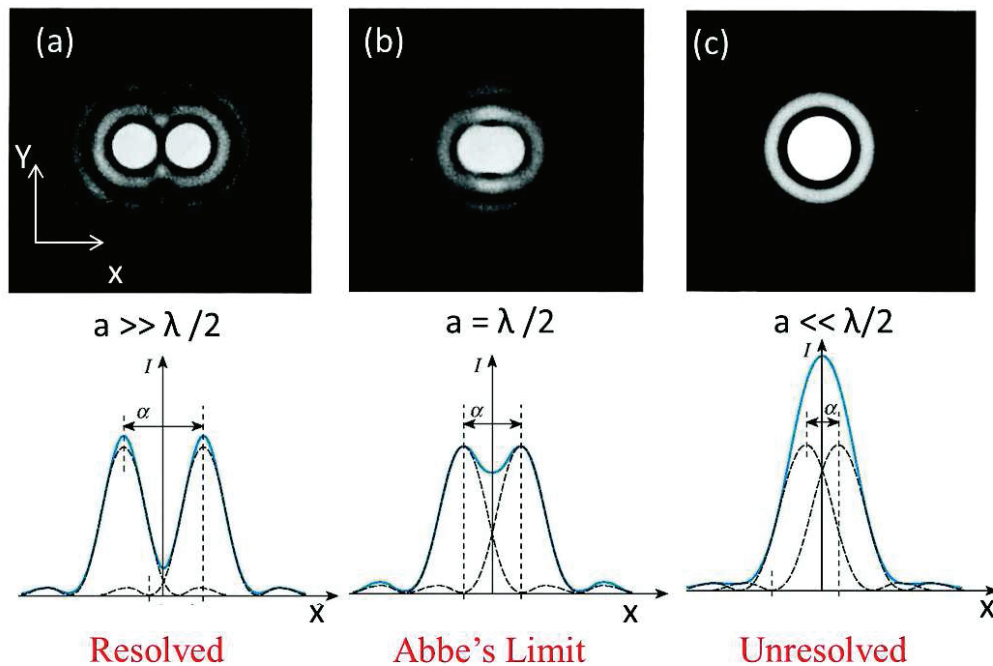 (a)
(b)
(c)
Y
x
a >> λ /2
a = λ /2
a << λ/2
I
I
I
α
α
α
X
X
X
Resolved
Abbe's Limit
Unresolved